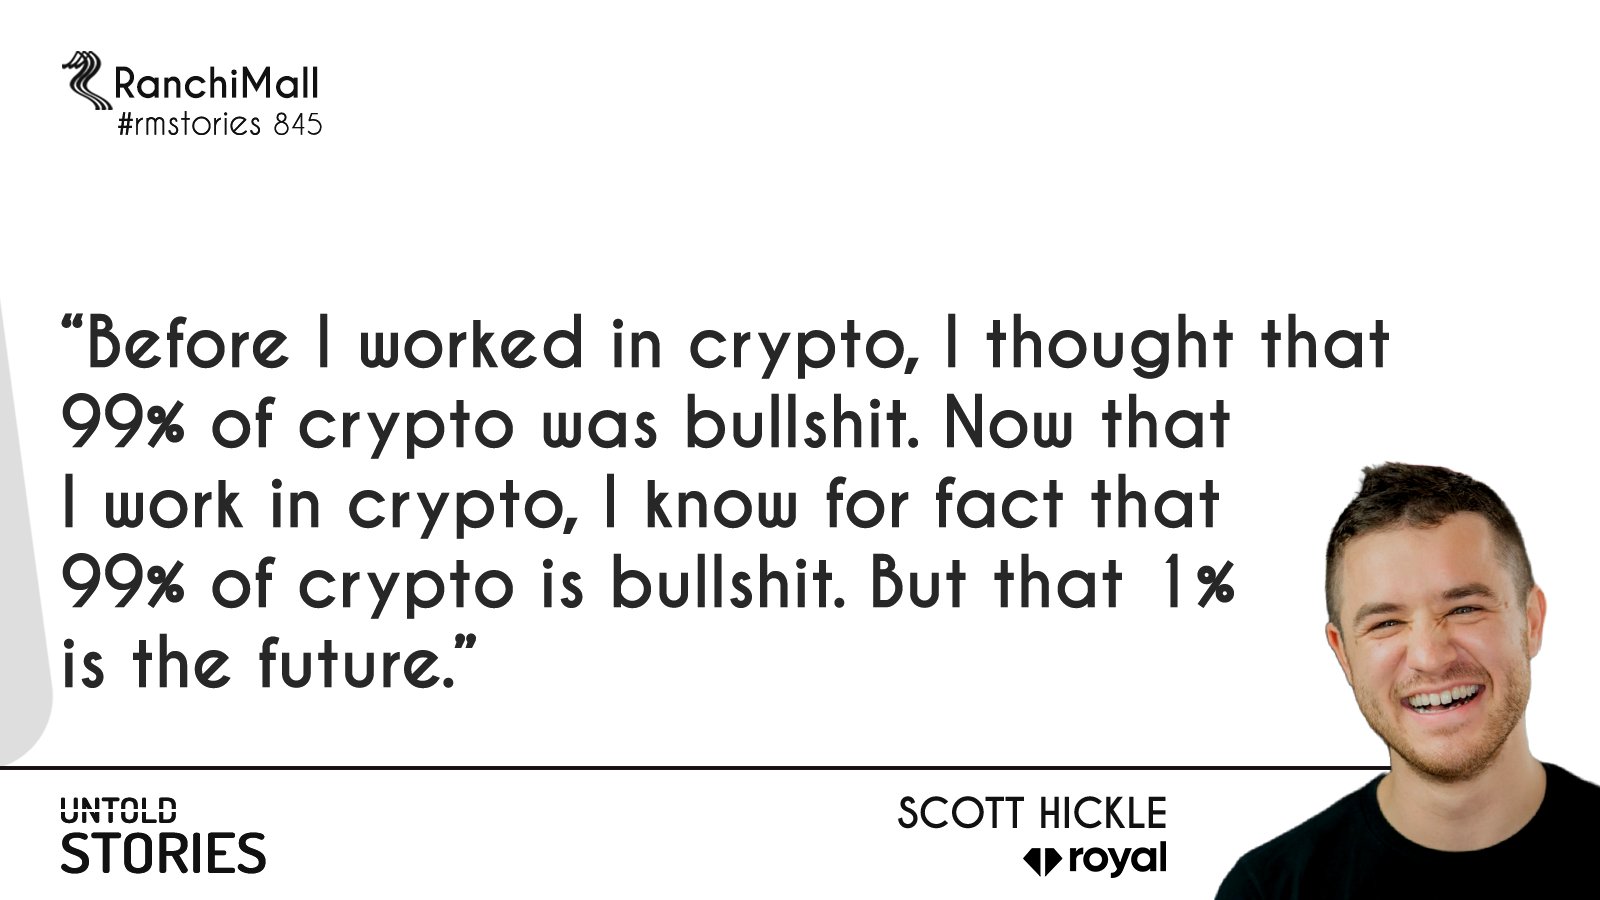 RanchiMall
#rmstories 845
“Before I worked in crypto, I thought that
99% of crypto was bullshit. Now that
I work in crypto, I know for fact that
99% of crypto is bullshit. But that 1%
is the future.”
UNTOLD
STORIES
SCOTT HICKLE
royal